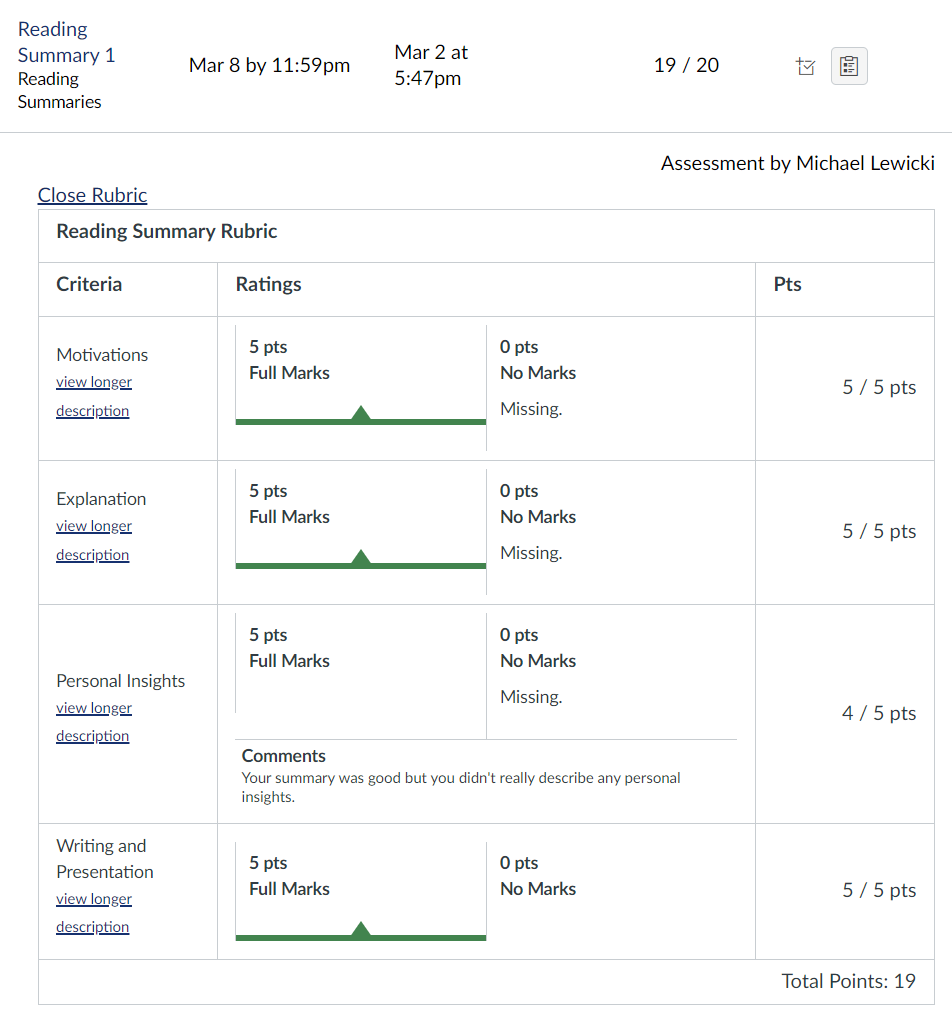 Reading
Summary 1
Reading
Summaries
Mar 8 by 11:59pm
Mar 2 at
5:47pm
19 / 20
Assessment by Michael Lewicki
Close Rubric
Reading Summary Rubric
Criteria
Ratings
Pts
Motivations
view longer
description
5 pts
Full Marks
0 pts
No Marks
Missing.
5 / 5 pts
Explanation
view longer
description
5 pts
Full Marks
0 pts
No Marks
Missing.
5 / 5 pts
Personal Insights
view longer
description
5 pts
Full Marks
0 pts
No Marks
Missing.
Comments
Your summary was good but you didn't really describe any personal
insights.
4 / 5 pts
Writing and
Presentation
view longer
description
5 pts
Full Marks
0 pts
No Marks
5 / 5 pts
Total Points: 19